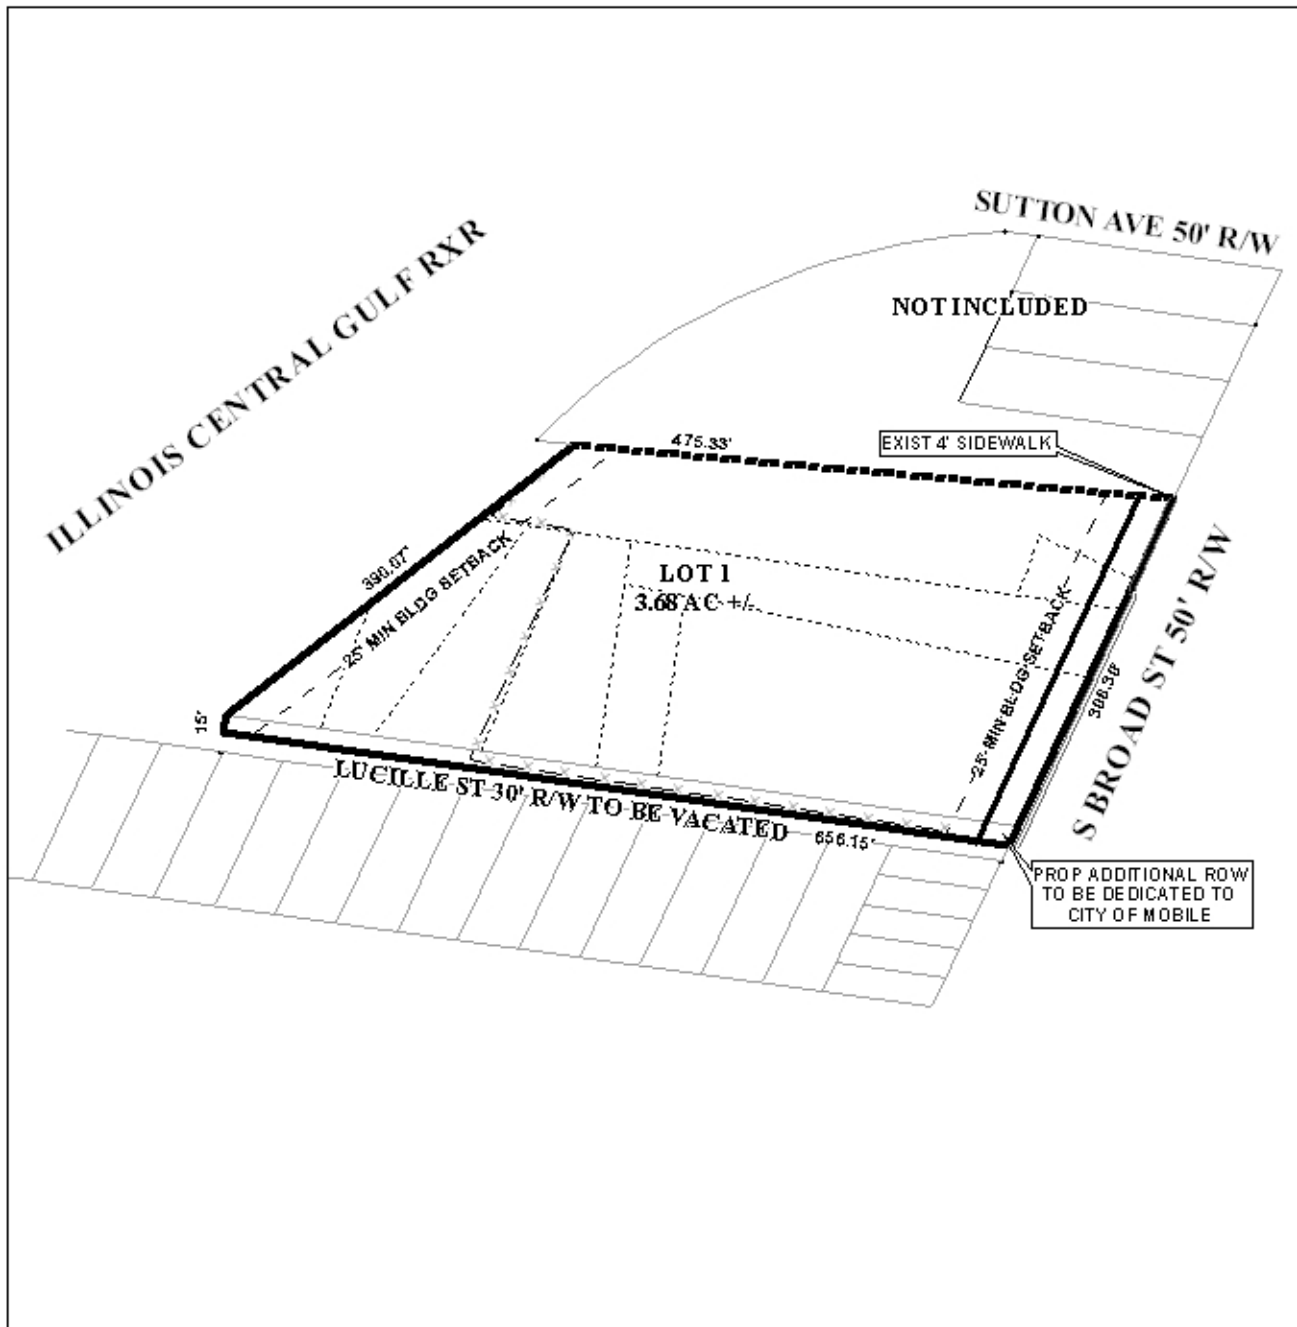 SUTTON AVE 50' R/W
ILLINOIS CENTRAL GULF RXR
NOT INCLUDED
475.33'
EXIST 4' SIDEWALK
390.07'
25' MIN BLDG SETBACK
LOT 1
3.68 AC +/-
25' MIN BLDG SETBACK
S BROAD ST 50' R/W
15'
LUCILLE ST 30' R/W TO BE VACATED
656.15'
PROP ADDITIONAL ROW
TO BE DEDICATED TO
CITY OF MOBILE